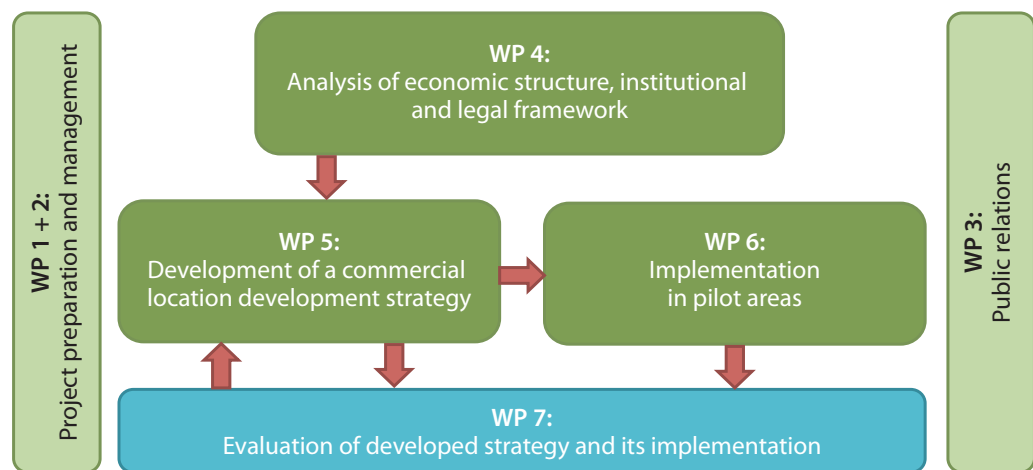 WP 1 + 2:
Project preparation and management
WP 4:
Analysis of economic structure, institutional
and legal framework
WP 5:
Development of a commercial
location development strategy
WP 6:
Implementation
in pilot areas
WP 7:
Evaluation of developed strategy and its implementation
WP 3:
Public relations